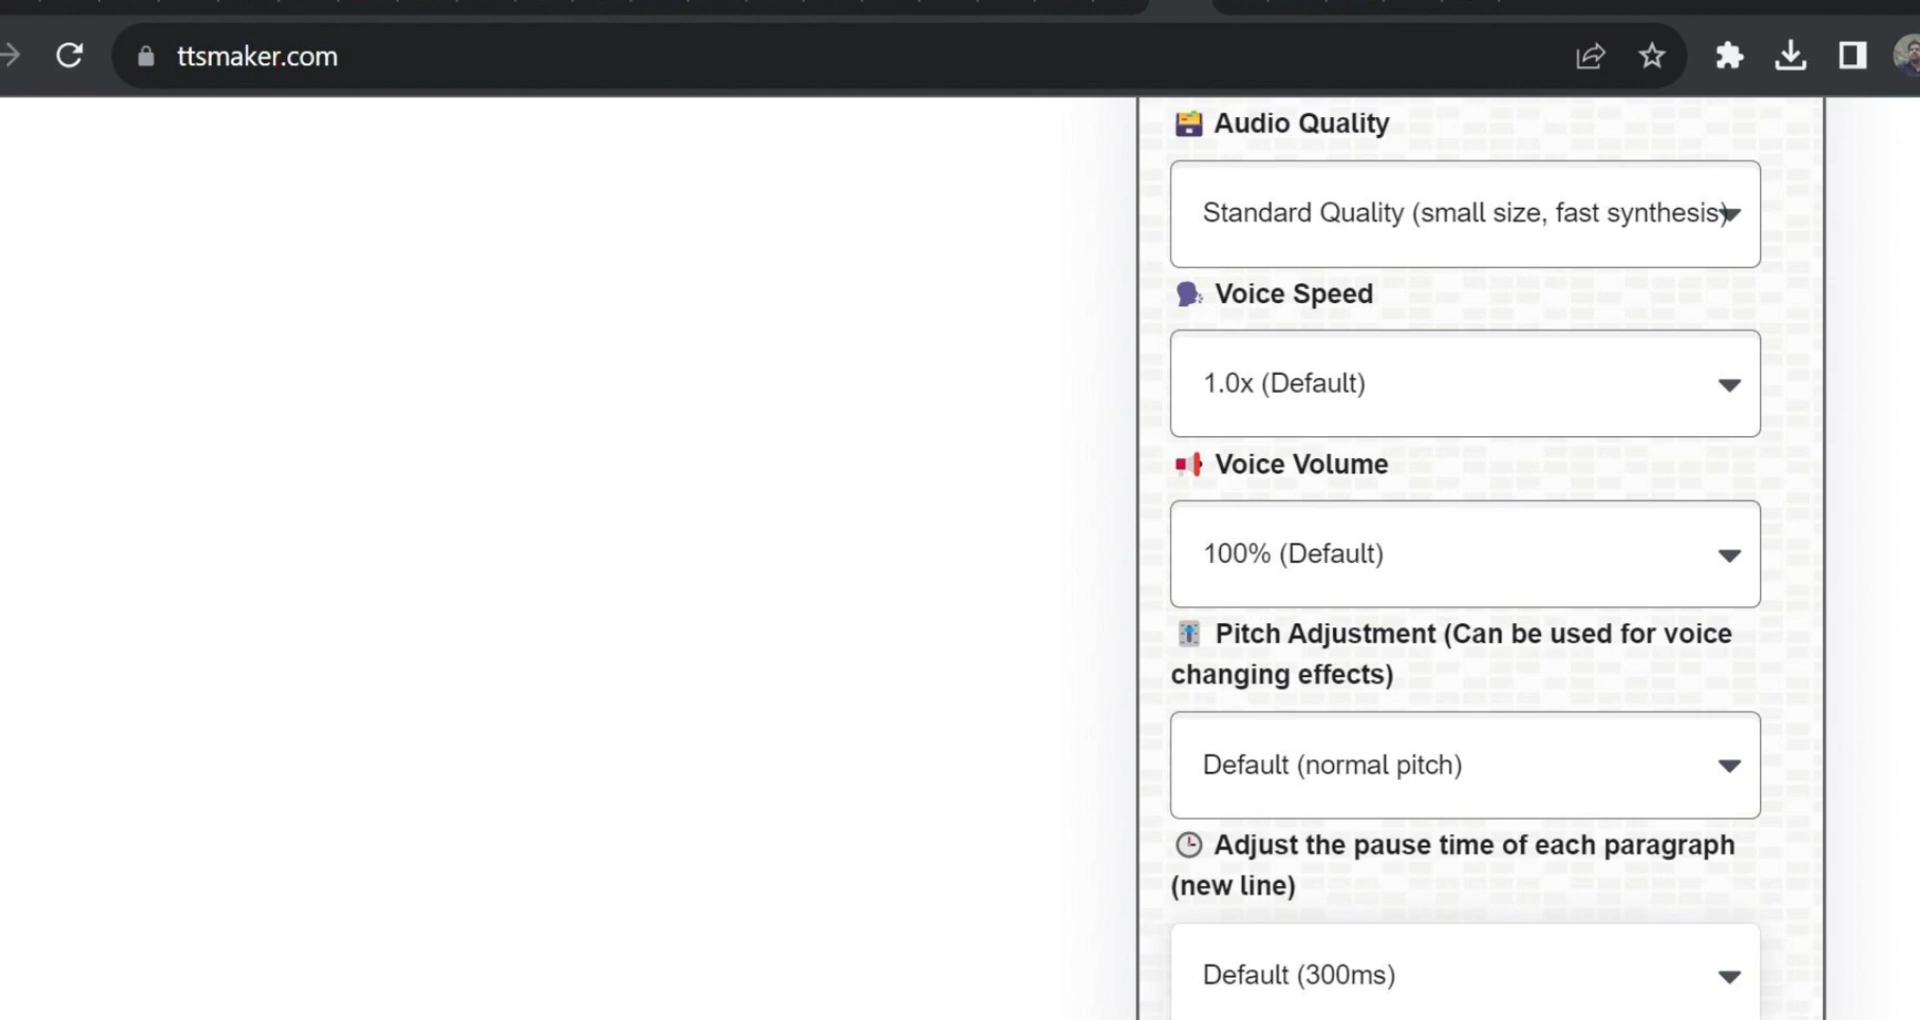 ttsmaker.com
Audio Quality
Standard Quality (small size, fast synthesis)
Voice Speed
1.0x (Default)
Voice Volume
100% (Default)
Pitch Adjustment (Can be used for voice
changing effects)
Default (normal pitch)
Adjust the pause time of each paragraph
(new line)
Default (300ms)